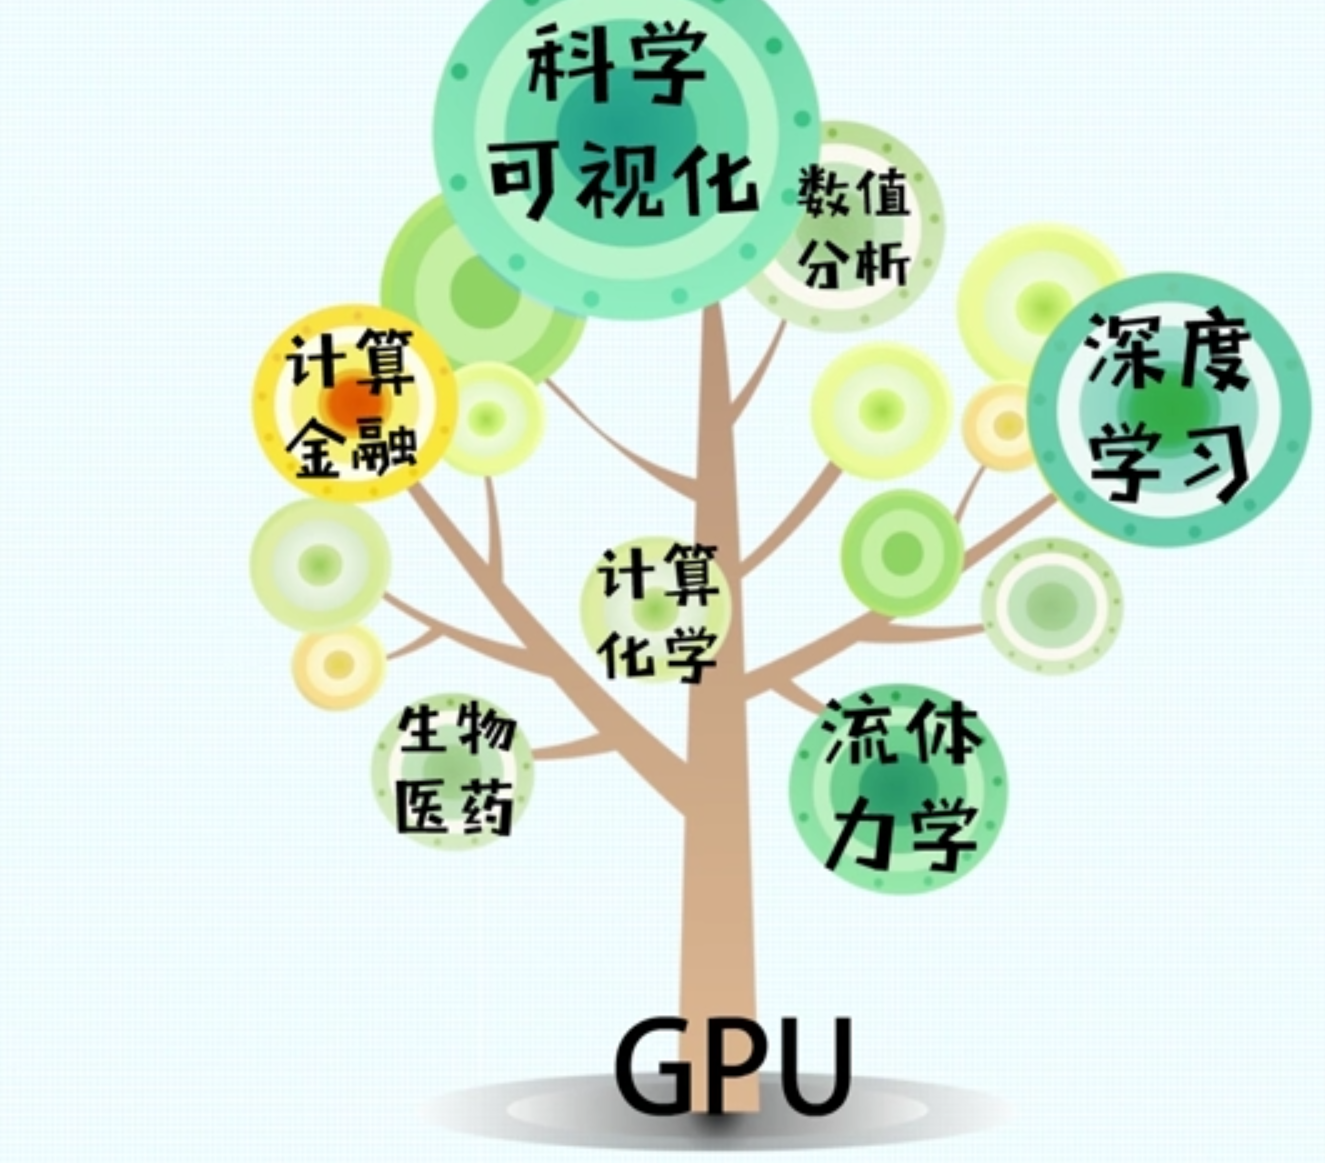 科学
可视化
数值
分析
计算
金融
深度
学习
计算
化学
生物
医药
流体
力学
GPU